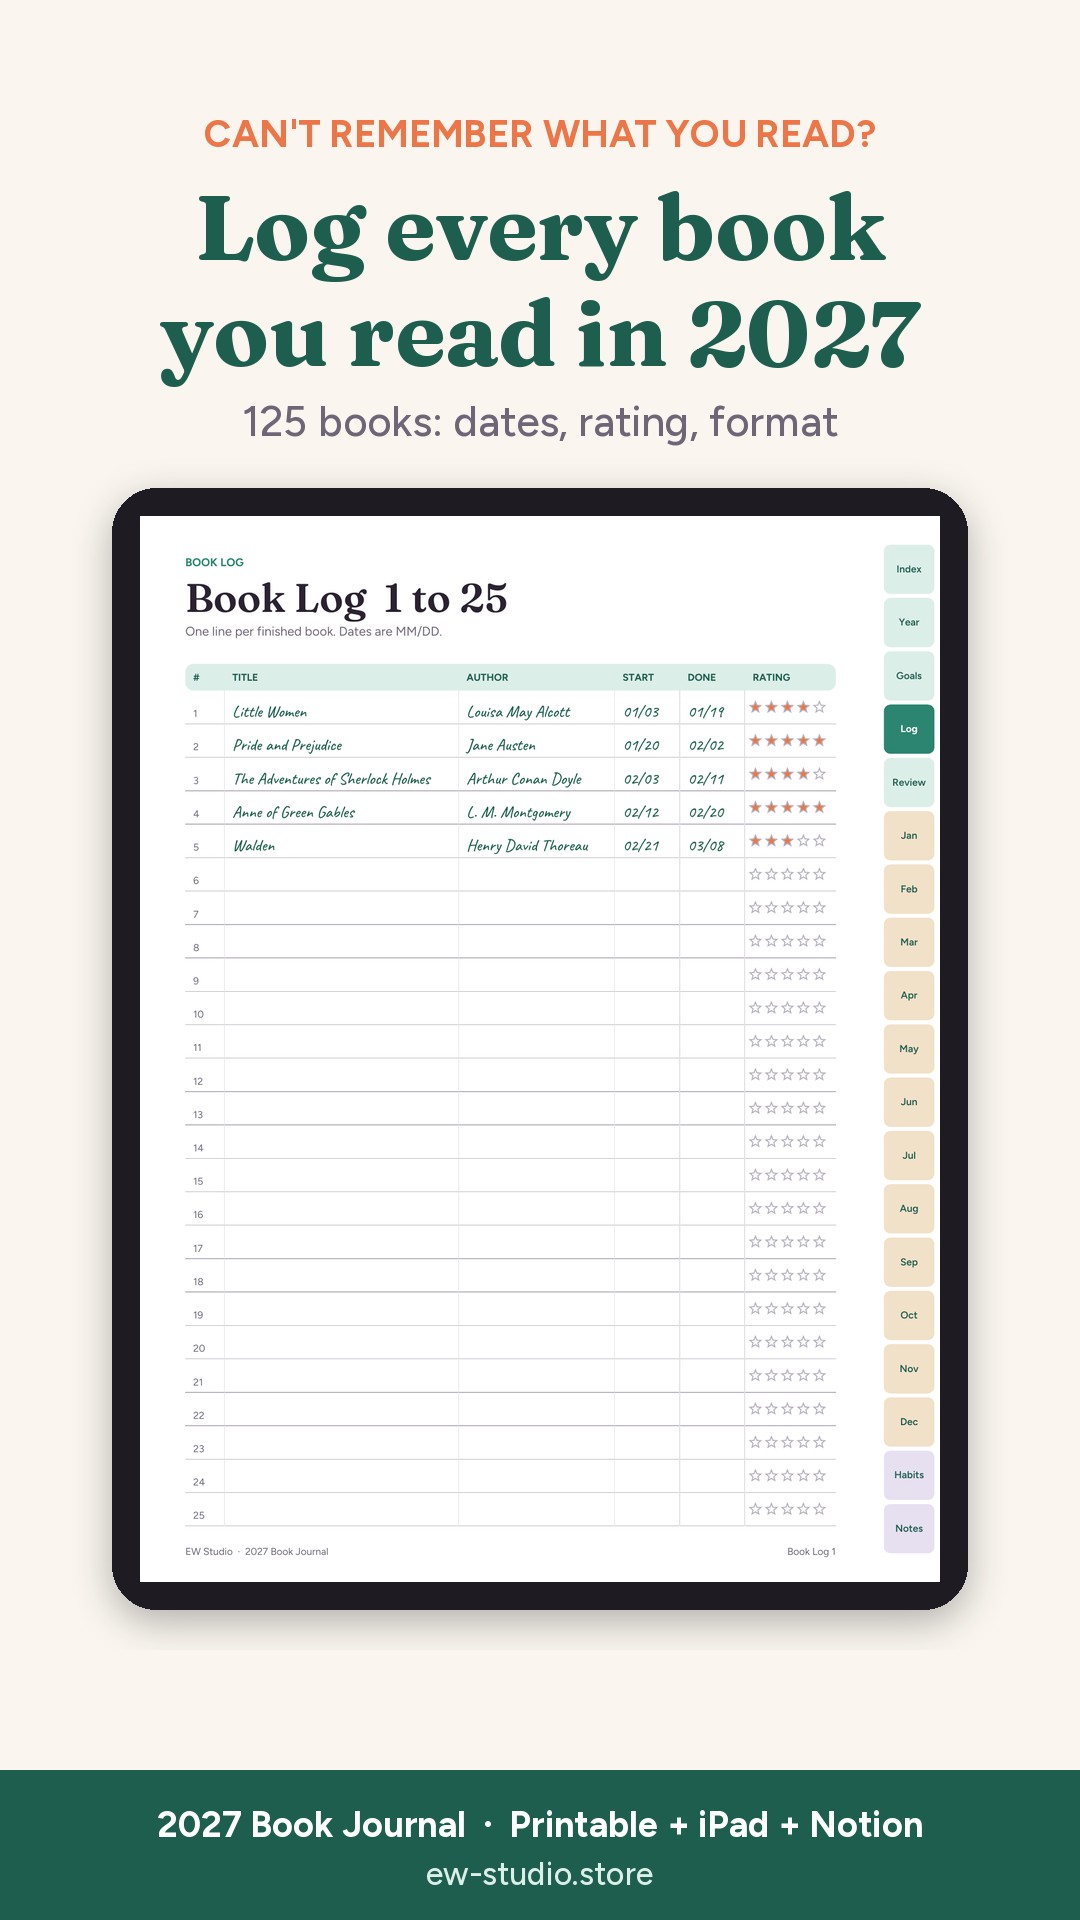 CAN'T REMEMBER WHAT YOU READ?
Log every book
you read in 2027
125 books: dates, rating, format
BOOK LOG
Book Log 1 to 25
One line per finished book. Dates are MM/DD.
# TITLE AUTHOR START DONE RATING
1 Little Women Louisa May Alcott 01/03 01/19 ★★★★☆
2 Pride and Prejudice Jane Austen 01/20 02/02 ★★★★★
3 The Adventures of Sherlock Holmes Arthur Conan Doyle 02/03 02/11 ★★★★☆
4 Anne of Green Gables L. M. Montgomery 02/12 02/20 ★★★★★
5 Walden Henry David Thoreau 02/21 03/08 ★★★☆☆
6 ☆☆☆☆☆
7 ☆☆☆☆☆
8 ☆☆☆☆☆
9 ☆☆☆☆☆
10 ☆☆☆☆☆
11 ☆☆☆☆☆
12 ☆☆☆☆☆
13 ☆☆☆☆☆
14 ☆☆☆☆☆
15 ☆☆☆☆☆
16 ☆☆☆☆☆
17 ☆☆☆☆☆
18 ☆☆☆☆☆
19 ☆☆☆☆☆
20 ☆☆☆☆☆
21 ☆☆☆☆☆
22 ☆☆☆☆☆
23 ☆☆☆☆☆
24 ☆☆☆☆☆
25 ☆☆☆☆☆
EW Studio · 2027 Book Journal Book Log 1
Index
Year
Goals
Log
Review
Jan
Feb
Mar
Apr
May
Jun
Jul
Aug
Sep
Oct
Nov
Dec
Habits
Notes
2027 Book Journal · Printable + iPad + Notion
ew-studio.store